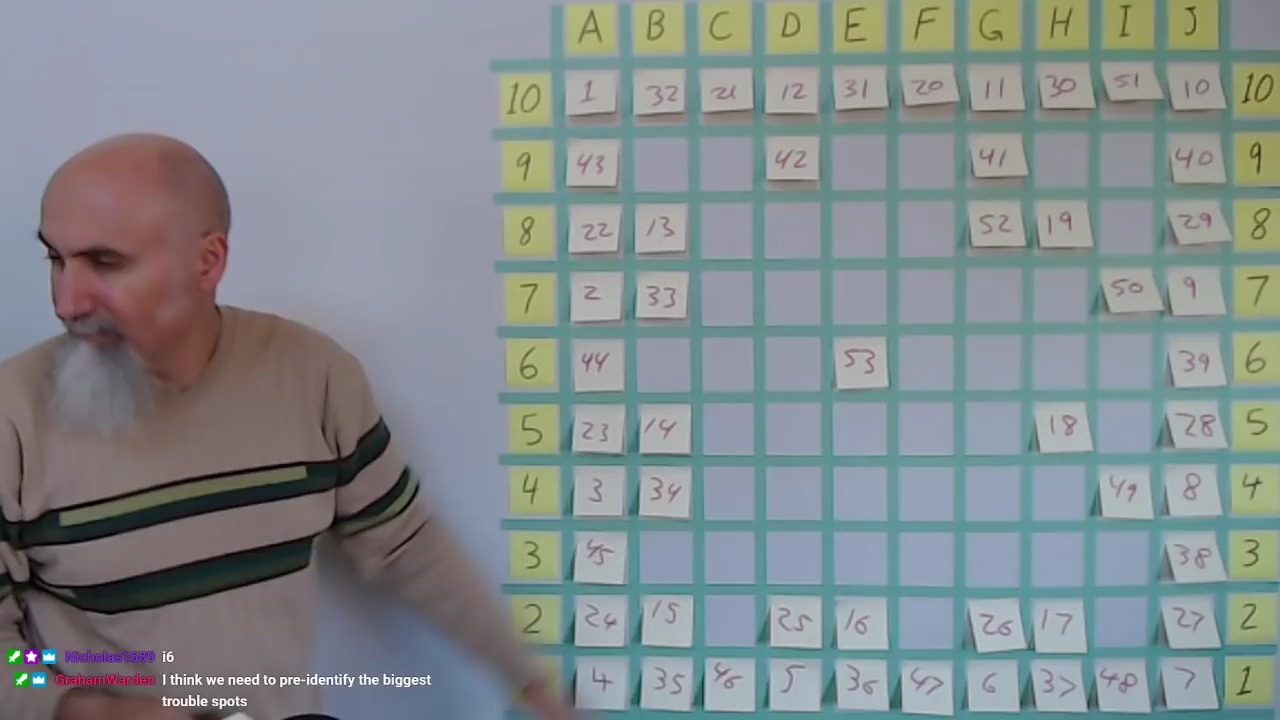 A B C D E F G H I J
10 1 32 21 12 31 20 11 30 51 10 10
9 43 42 41 40 9
8 22 13 52 19 29 8
7 2 33 50 9 7
6 44 53 39 6
5 23 14 18 28 5
4 3 34 49 8 4
3 45 38 3
2 24 15 25 16 26 17 27 2
4 35 46 5 36 47 6 37 48 7 1
Nicholas1689 i6
GrahamWarden I think we need to pre-identify the biggest
trouble spots